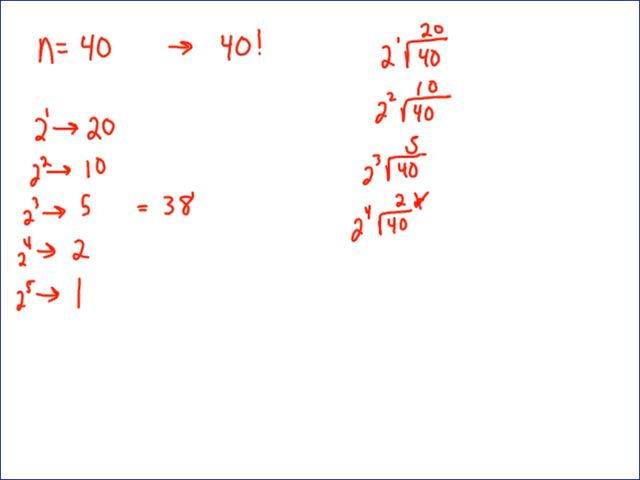 n = 40 → 40!
2¹ → 20
2² → 10
2³ → 5 = 38
2⁴ → 2
2⁵ → 1
20
2¹ √40
10
2² √40
5
2³ √40
2
2⁴ √40